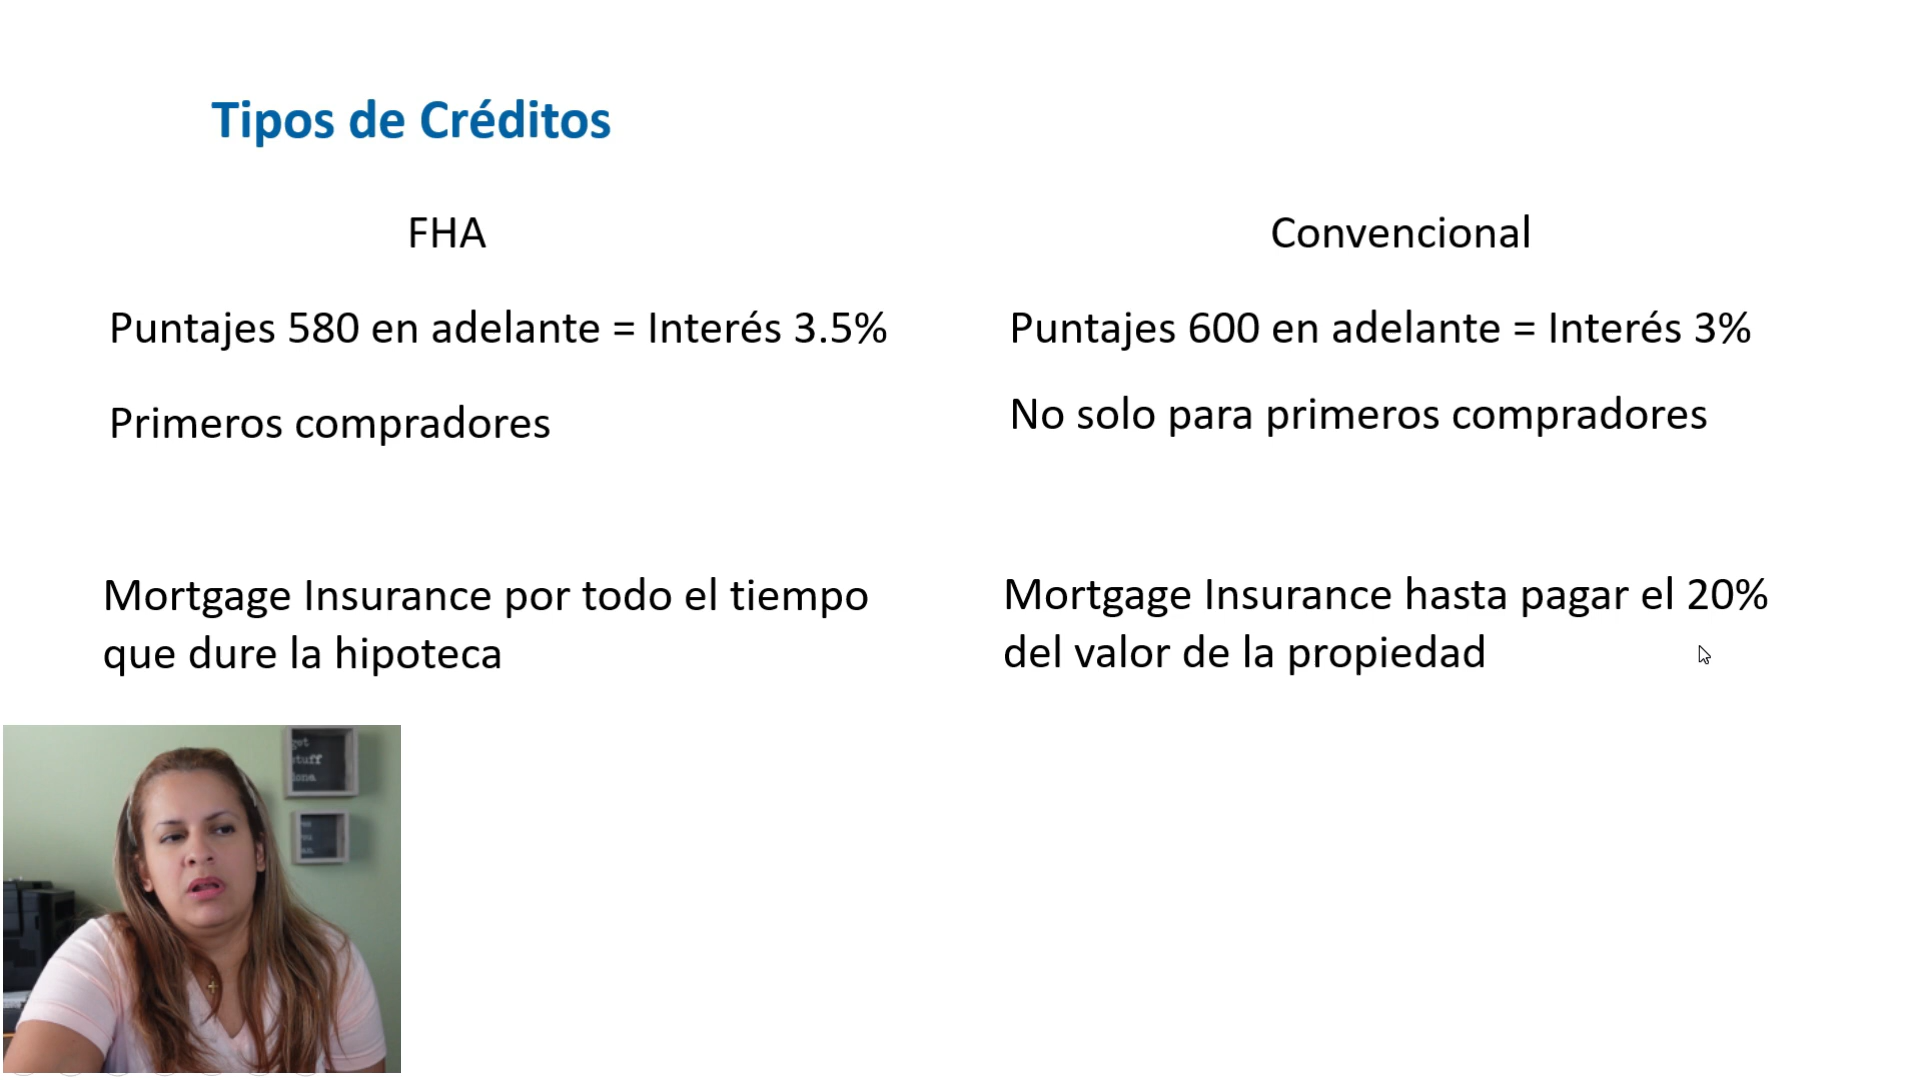 Tipos de Créditos
FHA
Puntajes 580 en adelante = Interés 3.5%
Primeros compradores
Mortgage Insurance por todo el tiempo
que dure la hipoteca
Convencional
Puntajes 600 en adelante = Interés 3%
No solo para primeros compradores
Mortgage Insurance hasta pagar el 20%
del valor de la propiedad
get
stuff